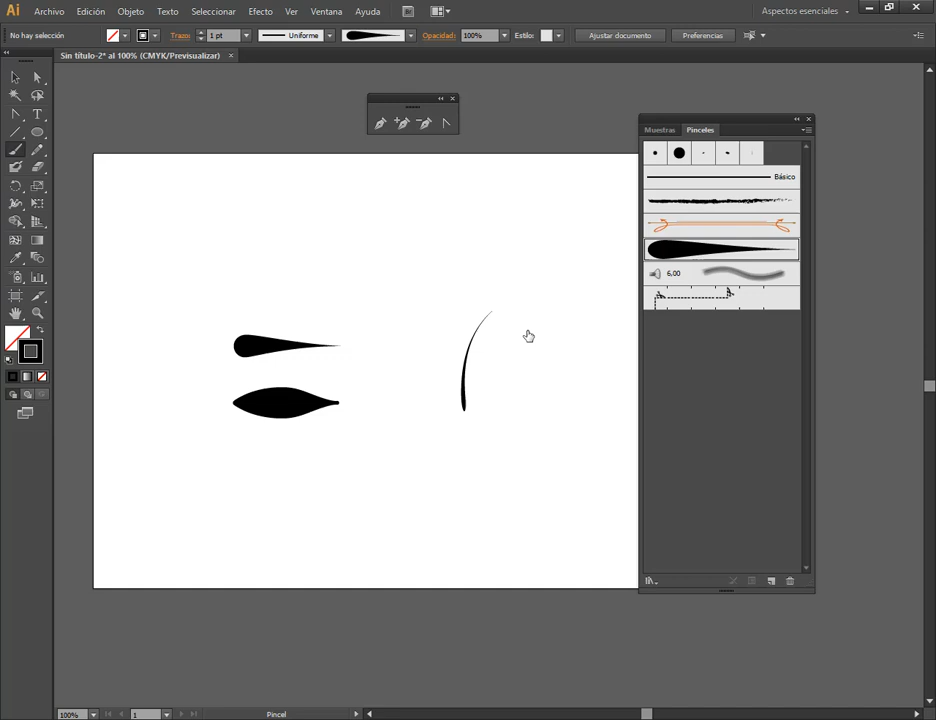 Ai Archivo Edición Objeto Texto Seleccionar Efecto Ver Ventana Ayuda Br Aspectos esenciales
No hay selección Trazo: 1 pt Uniforme Opacidad: 100% Estilo: Ajustar documento Preferencias
Sin título-2* al 100% (CMYK/Previsualizar)
Muestras Pinceles
Básico
6.00
100% 1 Pincel